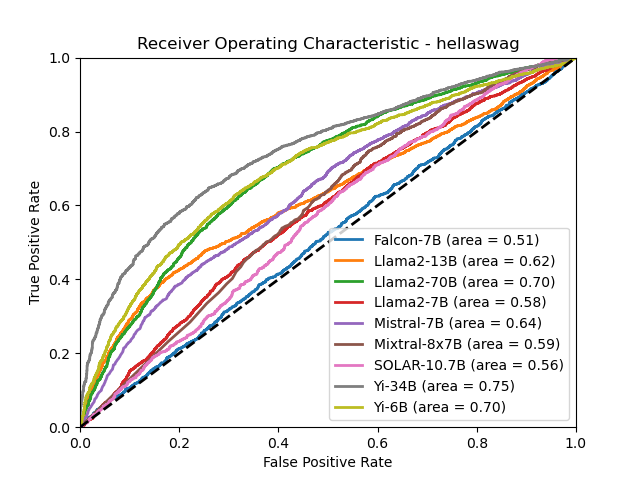 Receiver Operating Characteristic - hellaswag
True Positive Rate
1.0
0.8
0.6
0.4
0.2
0.0
Falcon-7B (area = 0.51)
Llama2-13B (area = 0.62)
Llama2-70B (area = 0.70)
Llama2-7B (area = 0.58)
Mistral-7B (area = 0.64)
Mixtral-8x7B (area = 0.59)
SOLAR-10.7B (area = 0.56)
Yi-34B (area = 0.75)
Yi-6B (area = 0.70)
0.0 0.2 0.4 0.6 0.8 1.0
False Positive Rate